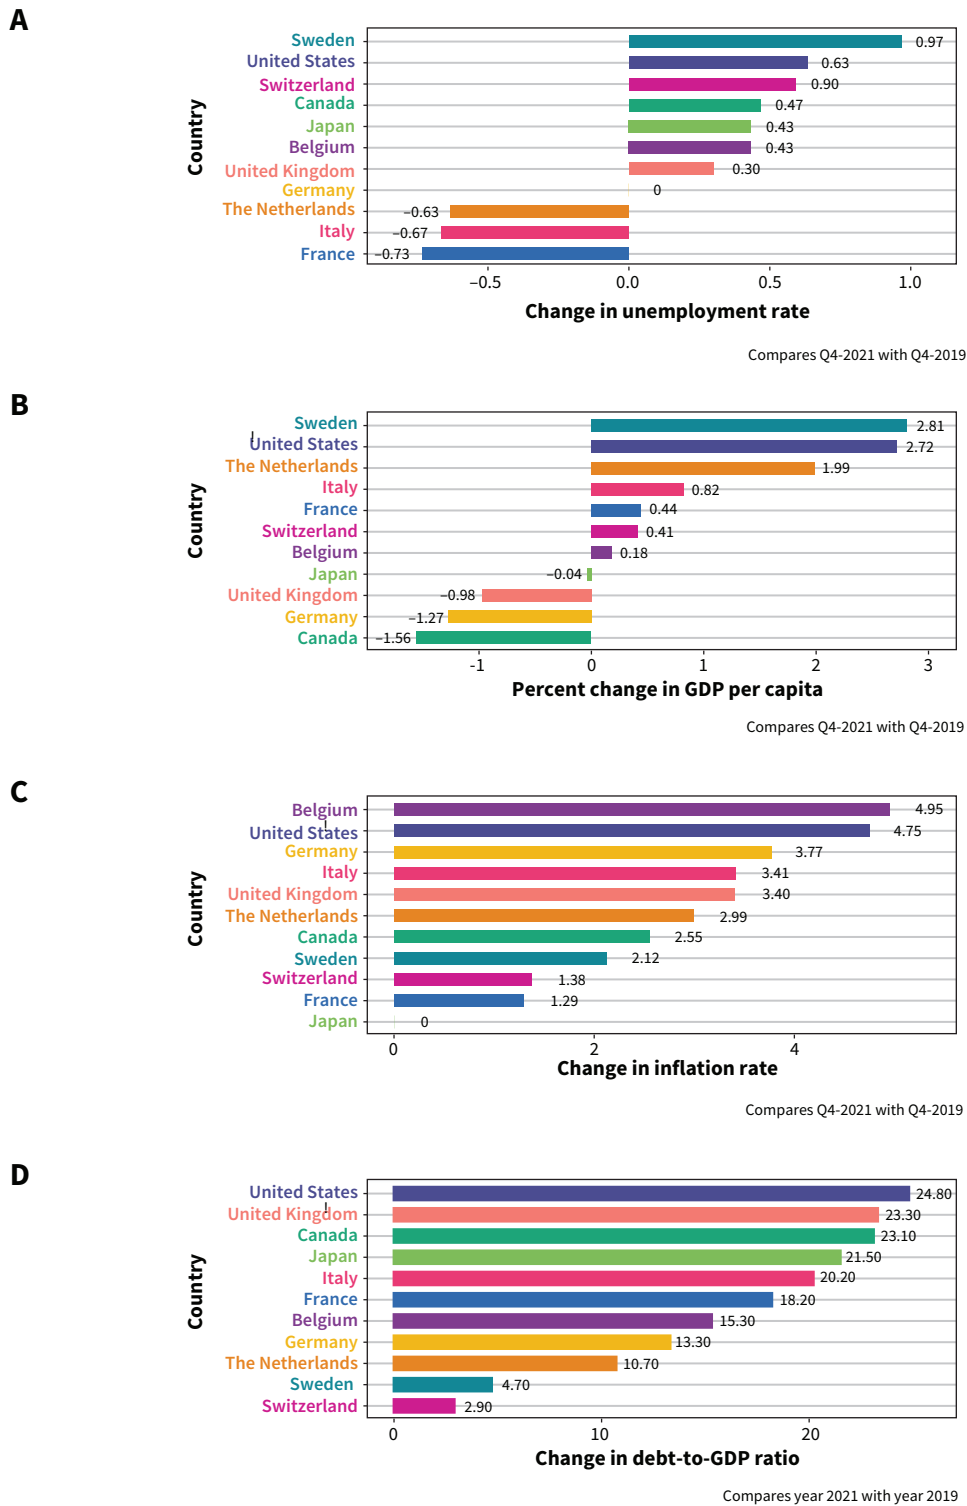 A
Country
Sweden 0.97
United States 0.63
Switzerland 0.90
Canada 0.47
Japan 0.43
Belgium 0.43
United Kingdom 0.30
Germany 0
The Netherlands –0.63
Italy –0.67
France –0.73
–0.5 0.0 0.5 1.0
Change in unemployment rate
Compares Q4-2021 with Q4-2019
B
Country
Sweden 2.81
United States 2.72
The Netherlands 1.99
Italy 0.82
France 0.44
Switzerland 0.41
Belgium 0.18
Japan –0.04
United Kingdom –0.98
Germany –1.27
Canada –1.56
-1 0 1 2 3
Percent change in GDP per capita
Compares Q4-2021 with Q4-2019
C
Country
Belgium 4.95
United States 4.75
Germany 3.77
Italy 3.41
United Kingdom 3.40
The Netherlands 2.99
Canada 2.55
Sweden 2.12
Switzerland 1.38
France 1.29
Japan 0
0 2 4
Change in inflation rate
Compares Q4-2021 with Q4-2019
D
Country
United States 24.80
United Kingdom 23.30
Canada 23.10
Japan 21.50
Italy 20.20
France 18.20
Belgium 15.30
Germany 13.30
The Netherlands 10.70
Sweden 4.70
Switzerland 2.90
0 10 20
Change in debt-to-GDP ratio
Compares year 2021 with year 2019